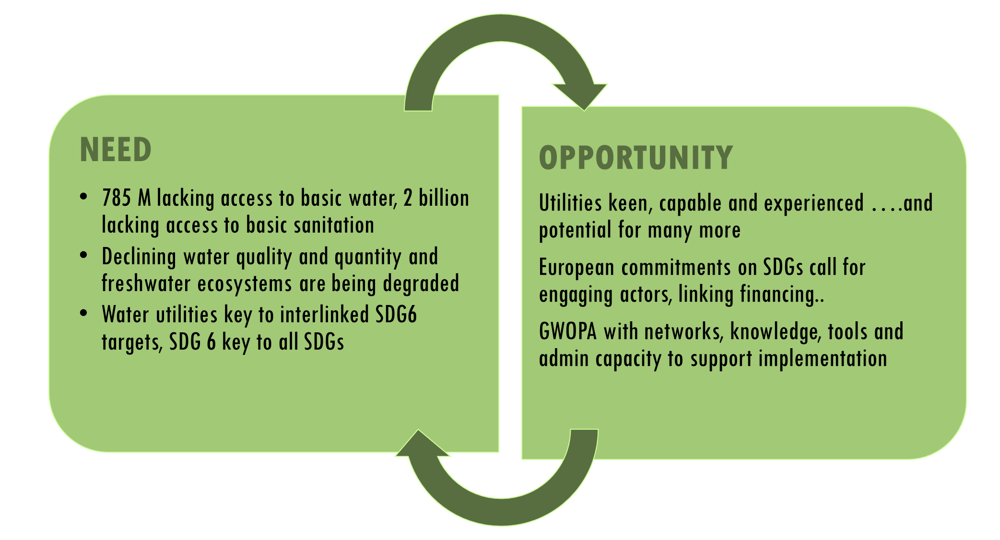 NEED
• 785 M lacking access to basic water, 2 billion
lacking access to basic sanitation
• Declining water quality and quantity and
freshwater ecosystems are being degraded
• Water utilities key to interlinked SDG6
targets, SDG 6 key to all SDGs
OPPORTUNITY
Utilities keen, capable and experienced ….and
potential for many more
European commitments on SDGs call for
engaging actors, linking financing..
GWOPA with networks, knowledge, tools and
admin capacity to support implementation